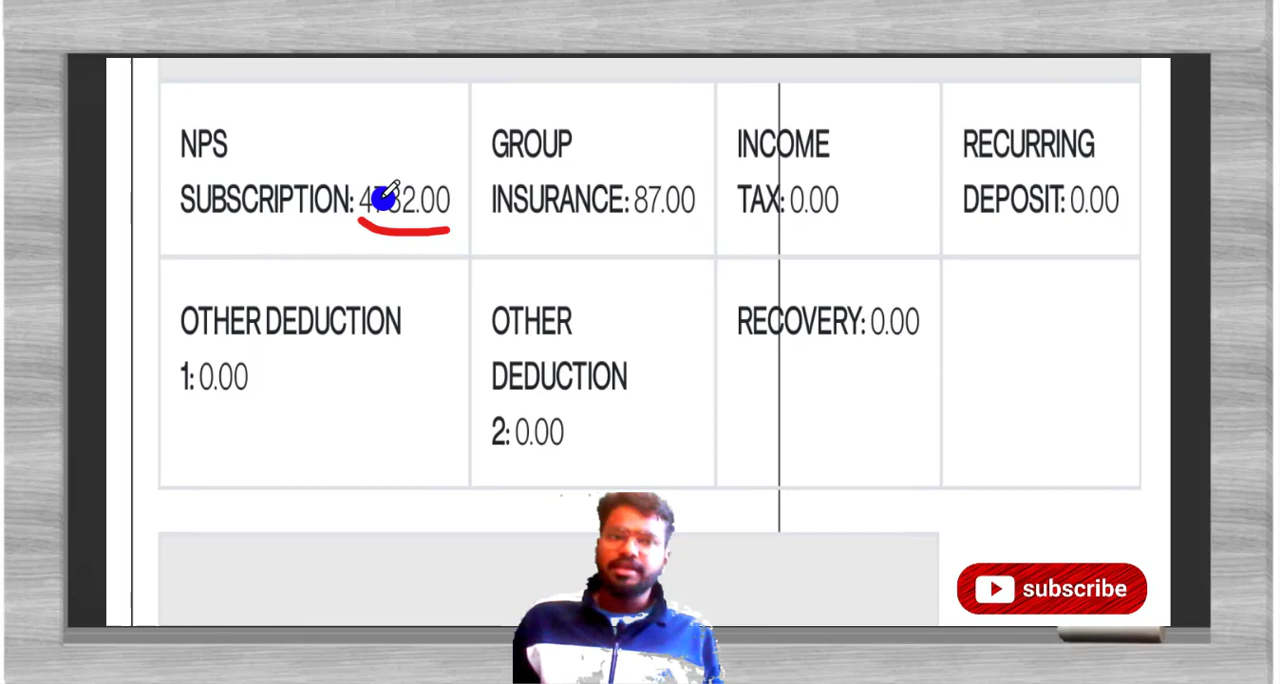 NPS
SUBSCRIPTION:
GROUP
INSURANCE: 87.00
INCOME
TAX: 0.00
RECURRING
DEPOSIT: 0.00
OTHER DEDUCTION
1: 0.00
OTHER
DEDUCTION
2: 0.00
RECOVERY: 0.00
subscribe